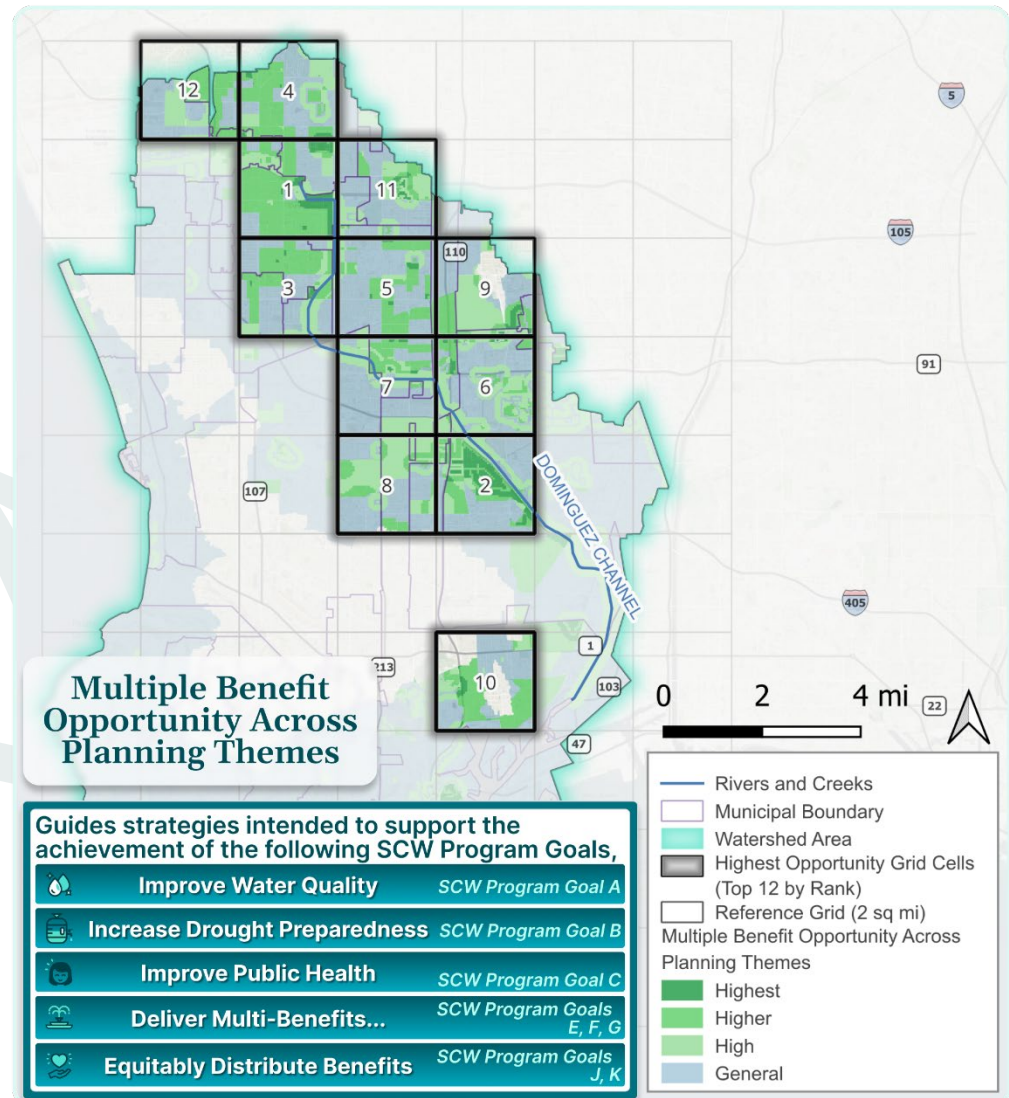 12
4
5
1
11
105
110
3
5
9
91
7
6
107
8
2
DOMINGUEZ CHANNEL
405
213
1
10
103
22
47
0 2 4 mi
Multiple Benefit
Opportunity Across
Planning Themes
Guides strategies intended to support the
achievement of the following SCW Program Goals,
Improve Water Quality SCW Program Goal A
Increase Drought Preparedness SCW Program Goal B
Improve Public Health SCW Program Goal C
Deliver Multi-Benefits... SCW Program Goals
E, F, G
Equitably Distribute Benefits SCW Program Goals
J, K
Rivers and Creeks
Municipal Boundary
Watershed Area
Highest Opportunity Grid Cells
(Top 12 by Rank)
Reference Grid (2 sq mi)
Multiple Benefit Opportunity Across
Planning Themes
Highest
Higher
High
General